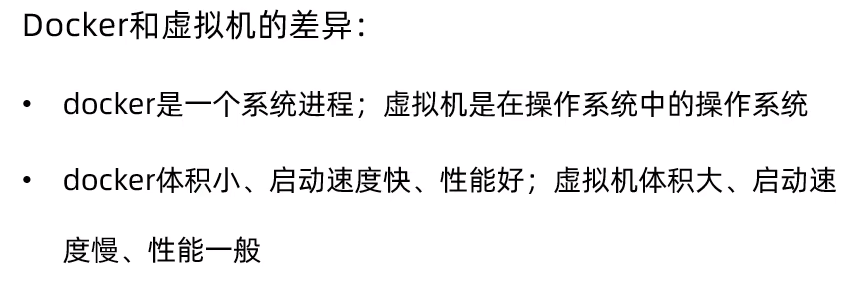 Docker和虚拟机的差异：
• docker是一个系统进程；虚拟机是在操作系统中的操作系统
• docker体积小、启动速度快、性能好；虚拟机体积大、启动速
度慢、性能一般